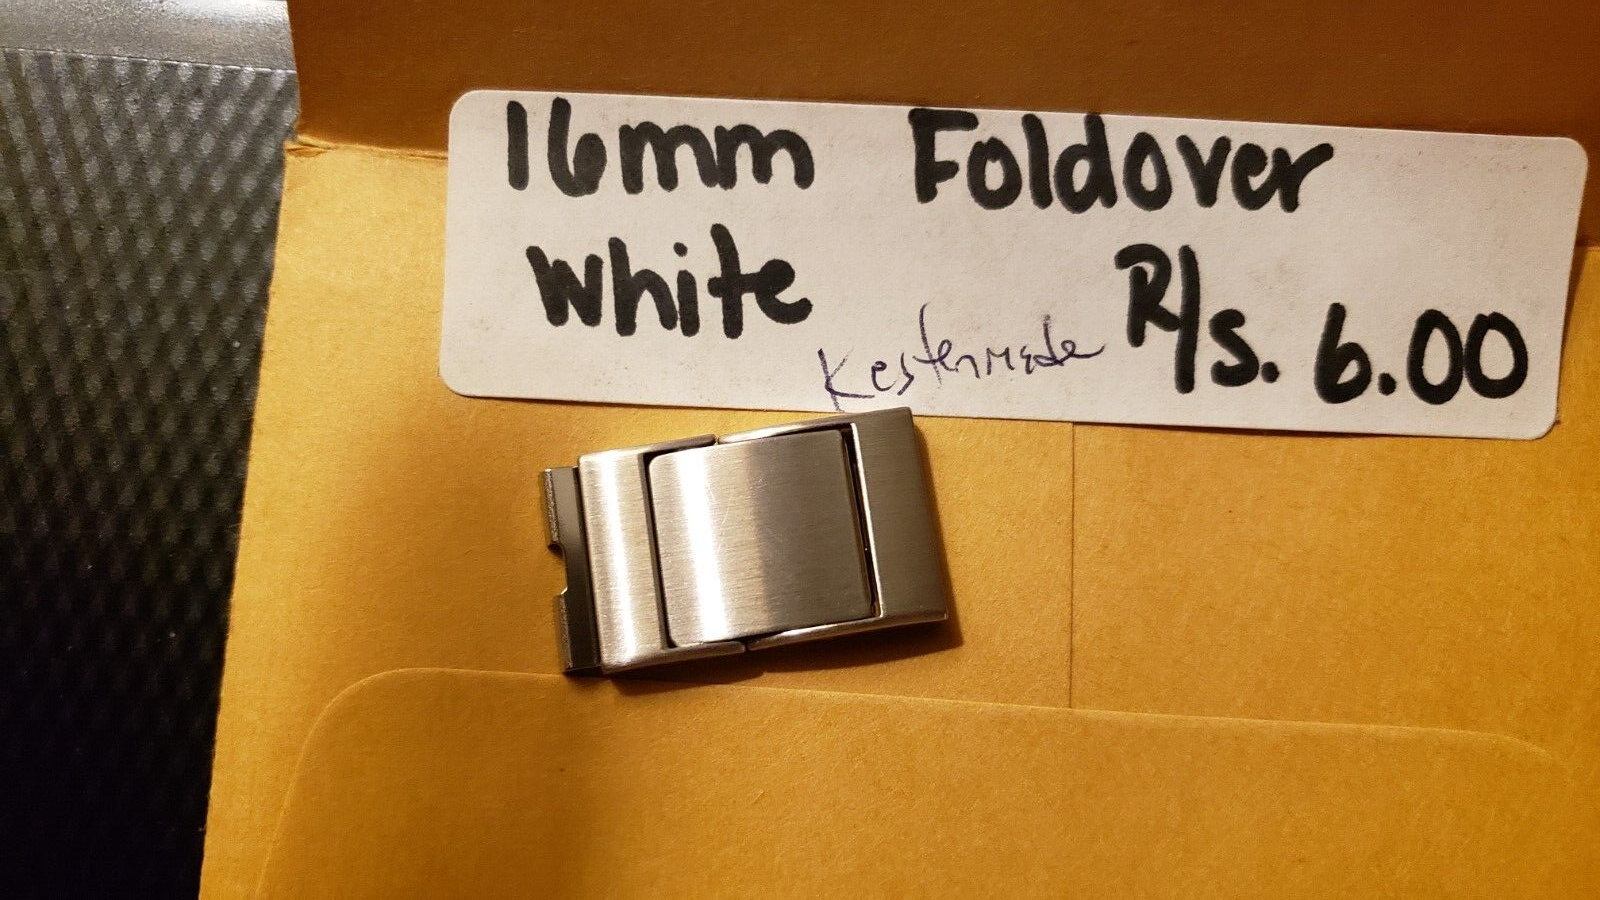 16mm Foldover
white R/s. 6.00
Kestenmade